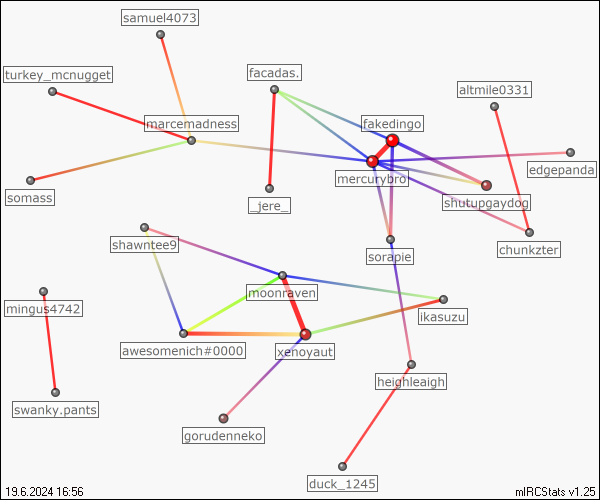 samuel4073
turkey_mcnugget
facadas.
altmile0331
marcemadness
fakedingo
edgepanda
mercurybro
somass
_jere_
shutupgaydog
shawntee9
sorapie
chunkzter
moonraven
mingus4742
ikasuzu
awesomenich#0000
xenoyaut
heighleaigh
swanky.pants
gorudenneko
duck_1245
19.6.2024 16:56
mIRCStats v1.25